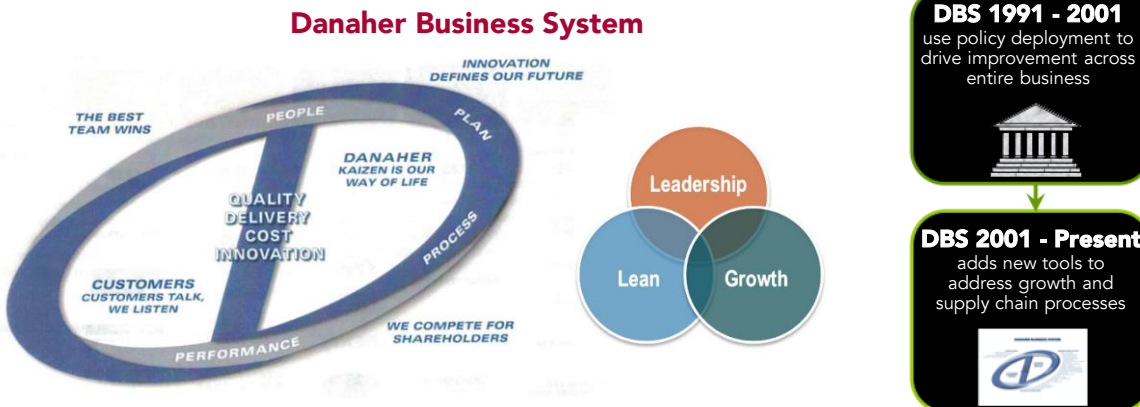 Danaher Business System
INNOVATION
DEFINES OUR FUTURE
THE BEST
TEAM WINS
PEOPLE
PLAN
DANAHER
KAIZEN IS OUR
WAY OF LIFE
QUALITY
DELIVERY
COST
INNOVATION
PROCESS
CUSTOMERS
CUSTOMERS TALK,
WE LISTEN
WE COMPETE FOR
SHAREHOLDERS
PERFORMANCE
Leadership
Lean
Growth
DBS 1991 - 2001
use policy deployment to
drive improvement across
entire business
DBS 2001 - Present
adds new tools to
address growth and
supply chain processes
DANAHER BUSINESS SYSTEM